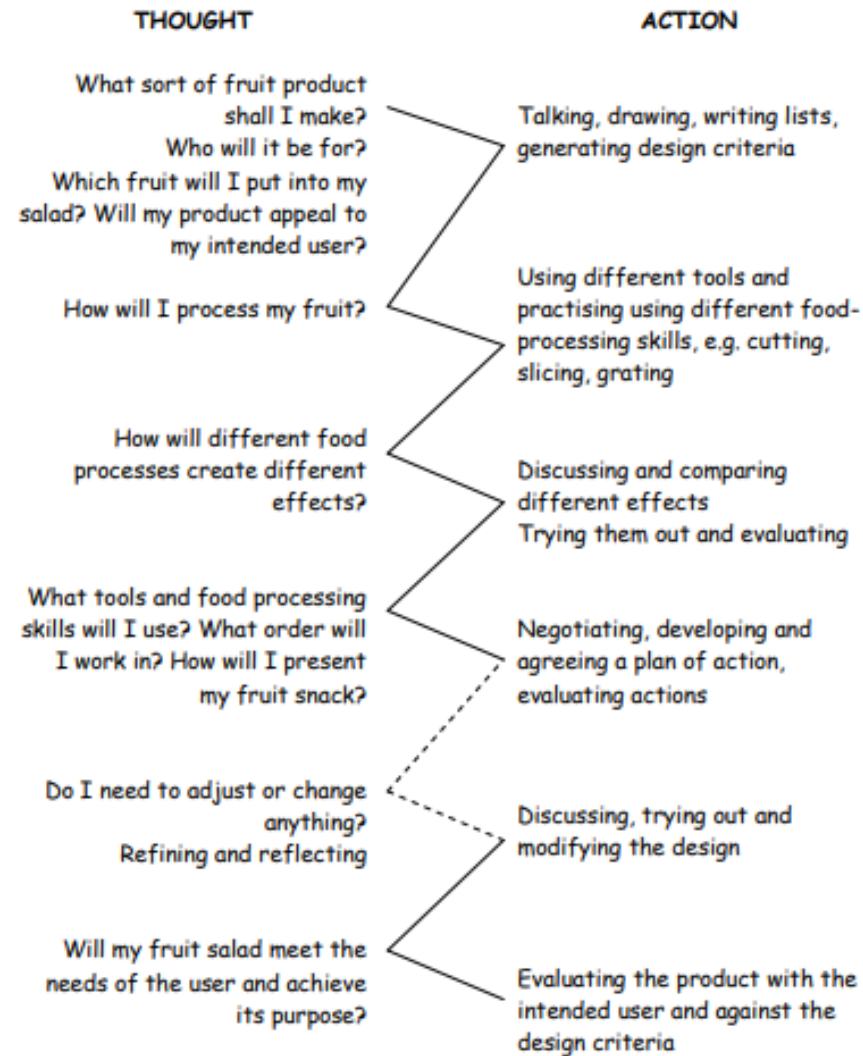 THOUGHT
ACTION
What sort of fruit product
shall I make?
Who will it be for?
Which fruit will I put into my
salad? Will my product appeal to
my intended user?
Talking, drawing, writing lists,
generating design criteria
How will I process my fruit?
Using different tools and
practising using different food-
processing skills, e.g. cutting,
slicing, grating
How will different food
processes create different
effects?
Discussing and comparing
different effects
Trying them out and evaluating
What tools and food processing
skills will I use? What order will
I work in? How will I present
my fruit snack?
Negotiating, developing and
agreeing a plan of action,
evaluating actions
Do I need to adjust or change
anything?
Refining and reflecting
Discussing, trying out and
modifying the design
Will my fruit salad meet the
needs of the user and achieve
its purpose?
Evaluating the product with the
intended user and against the
design criteria